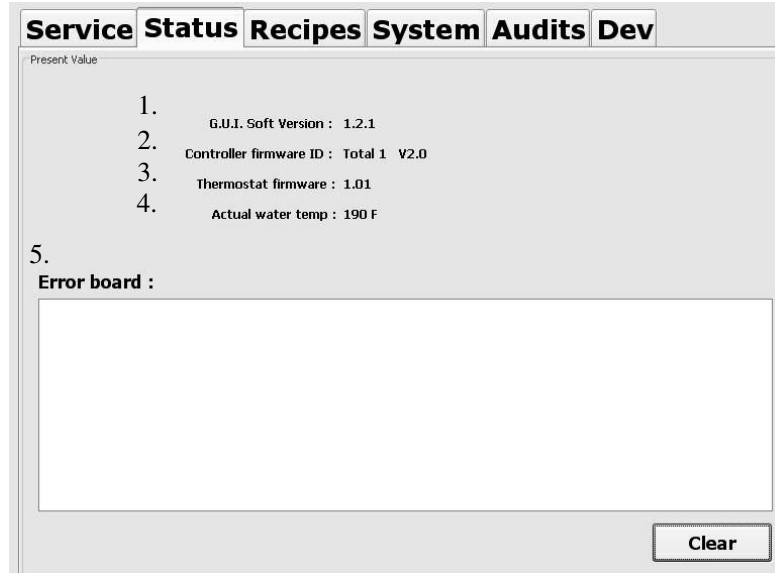 Service Status Recipes System Audits Dev
Present Value
1.
G.U.I. Soft Version : 1.2.1
2.
Controller firmware ID : Total 1 V2.0
3.
Thermostat firmware : 1.01
4.
Actual water temp : 190 F
5.
Error board :
Clear